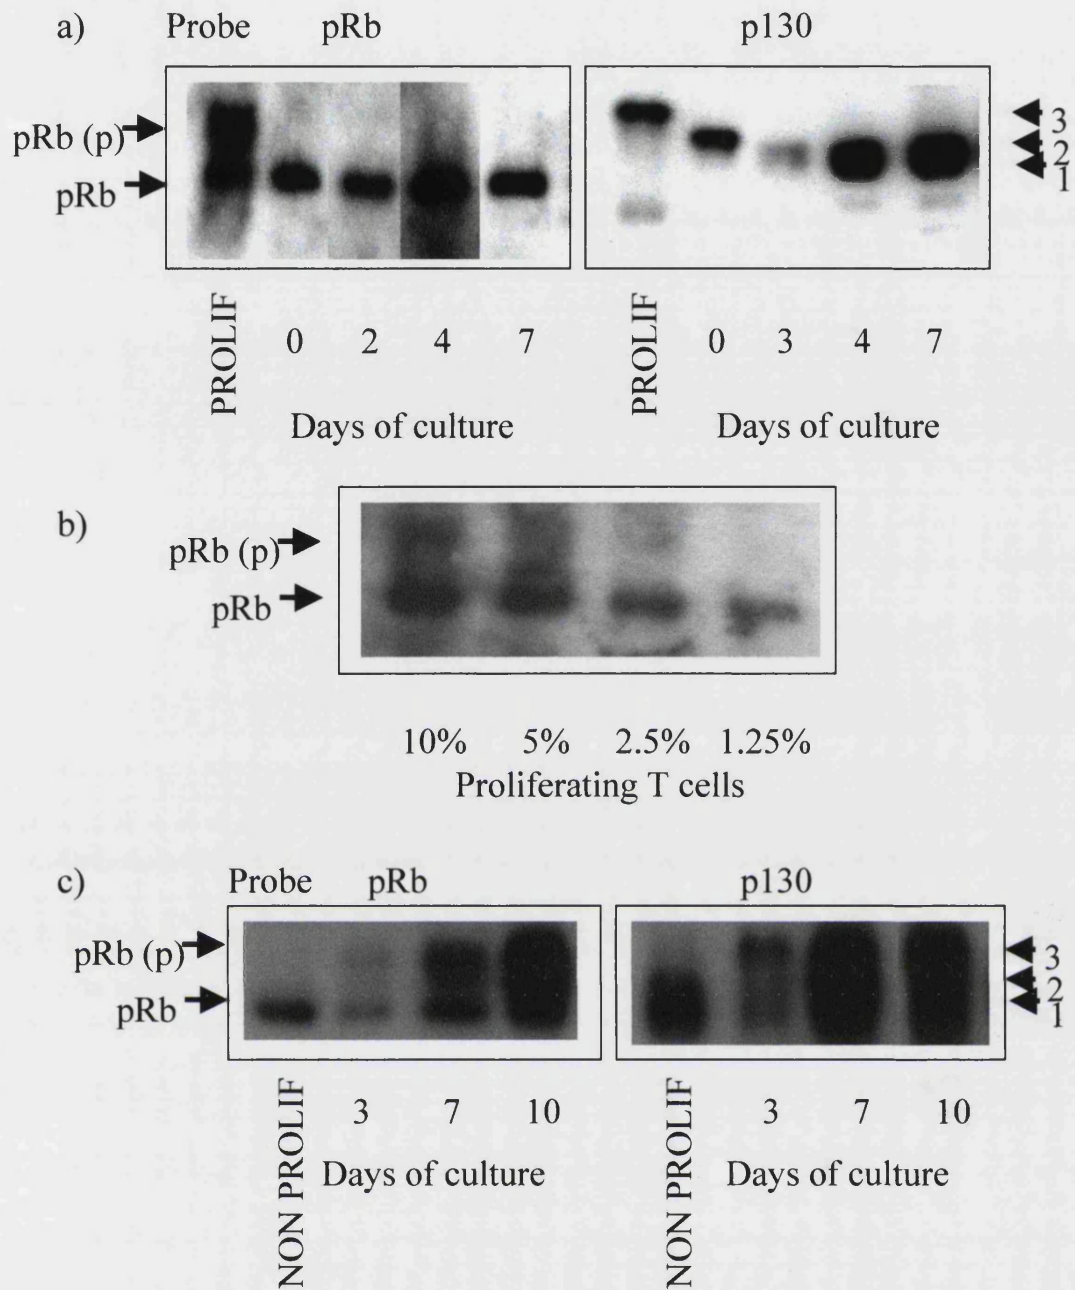 a)
Probe pRb p130
pRb (p)
pRb
3
2
1
PROLIF 0 2 4 7
PROLIF 0 3 4 7
Days of culture Days of culture
b)
pRb (p)
pRb
10% 5% 2.5% 1.25%
Proliferating T cells
c)
Probe pRb p130
pRb (p)
pRb
3
2
1
NON PROLIF 3 7 10
NON PROLIF 3 7 10
Days of culture Days of culture